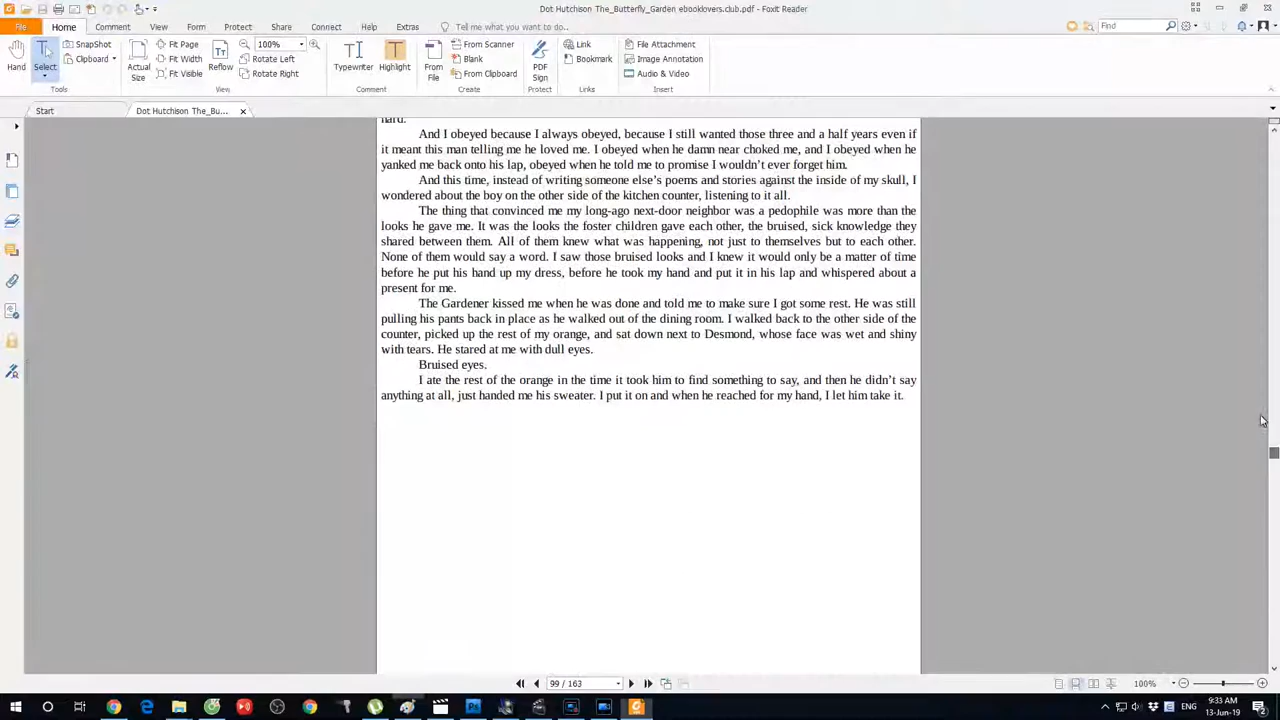 Dot Hutchison The_Butterfly_Garden ebooklovers.club.pdf - Foxit Reader
File Home Comment View Form Protect Share Connect Help Extras Tell me what you want to do...
Hand
Select
SnapShot
Clipboard
Tools
Actual Size
Fit Page
Fit Width
Fit Visible
Reflow
100%
Rotate Left
Rotate Right
View
Typewriter
Highlight
Comment
From File
From Scanner
Blank
From Clipboard
Create
PDF Sign
Protect
Link
Bookmark
Links
File Attachment
Image Annotation
Audio & Video
Insert
Find
Start
Dot Hutchison The_Bu...
hard.
And I obeyed because I always obeyed, because I still wanted those three and a half years even if
it meant this man telling me he loved me. I obeyed when he damn near choked me, and I obeyed when he
yanked me back onto his lap, obeyed when he told me to promise I wouldn't ever forget him.
And this time, instead of writing someone else's poems and stories against the inside of my skull, I
wondered about the boy on the other side of the kitchen counter, listening to it all.
The thing that convinced me my long-ago next-door neighbor was a pedophile was more than the
looks he gave me. It was the looks the foster children gave each other, the bruised, sick knowledge they
shared between them. All of them knew what was happening, not just to themselves but to each other.
None of them would say a word. I saw those bruised looks and I knew it would only be a matter of time
before he put his hand up my dress, before he took my hand and put it in his lap and whispered about a
present for me.
The Gardener kissed me when he was done and told me to make sure I got some rest. He was still
pulling his pants back in place as he walked out of the dining room. I walked back to the other side of the
counter, picked up the rest of my orange, and sat down next to Desmond, whose face was wet and shiny
with tears. He stared at me with dull eyes.
Bruised eyes.
I ate the rest of the orange in the time it took him to find something to say, and then he didn't say
anything at all, just handed me his sweater. I put it on and when he reached for my hand, I let him take it.
99 / 163
100%
ENG
9:33 AM
13-Jun-19